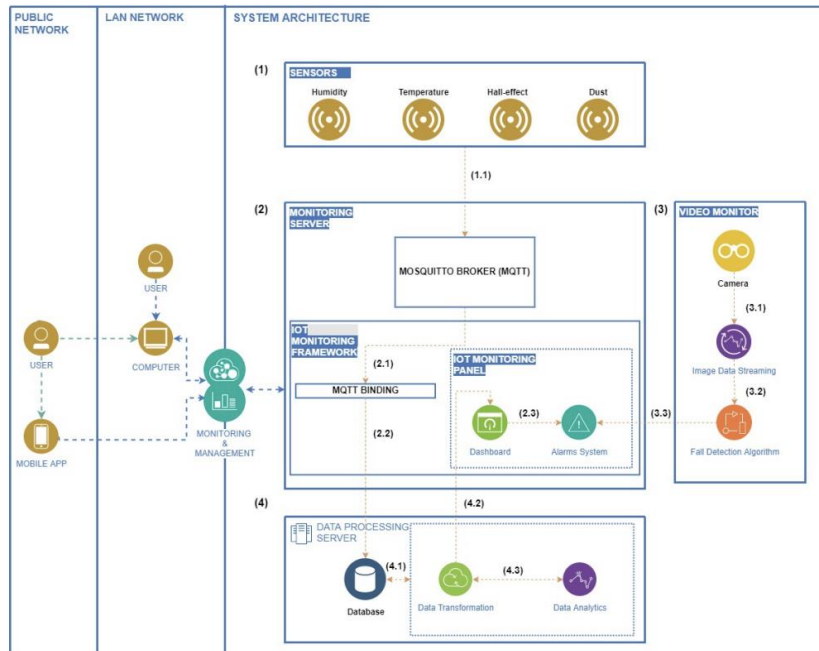 PUBLIC
NETWORK
LAN NETWORK
SYSTEM ARCHITECTURE
(1)
SENSORS
Humidity
Temperature
Hall-effect
Dust
(1.1)
(2)
MONITORING
SERVER
MOSQUITTO BROKER (MQTT)
(3)
VIDEO MONITOR
Camera
(3.1)
Image Data Streaming
(3.2)
Fall Detection Algorithm
(3.3)
USER
USER
COMPUTER
MOBILE APP
MONITORING
&
MANAGEMENT
IOT
MONITORING
FRAMEWORK
(2.1)
MQTT BINDING
(2.2)
IOT MONITORING
PANEL
(2.3)
Dashboard
Alarms System
(4)
(4.2)
DATA PROCESSING
SERVER
(4.1)
(4.3)
Database
Data Transformation
Data Analytics